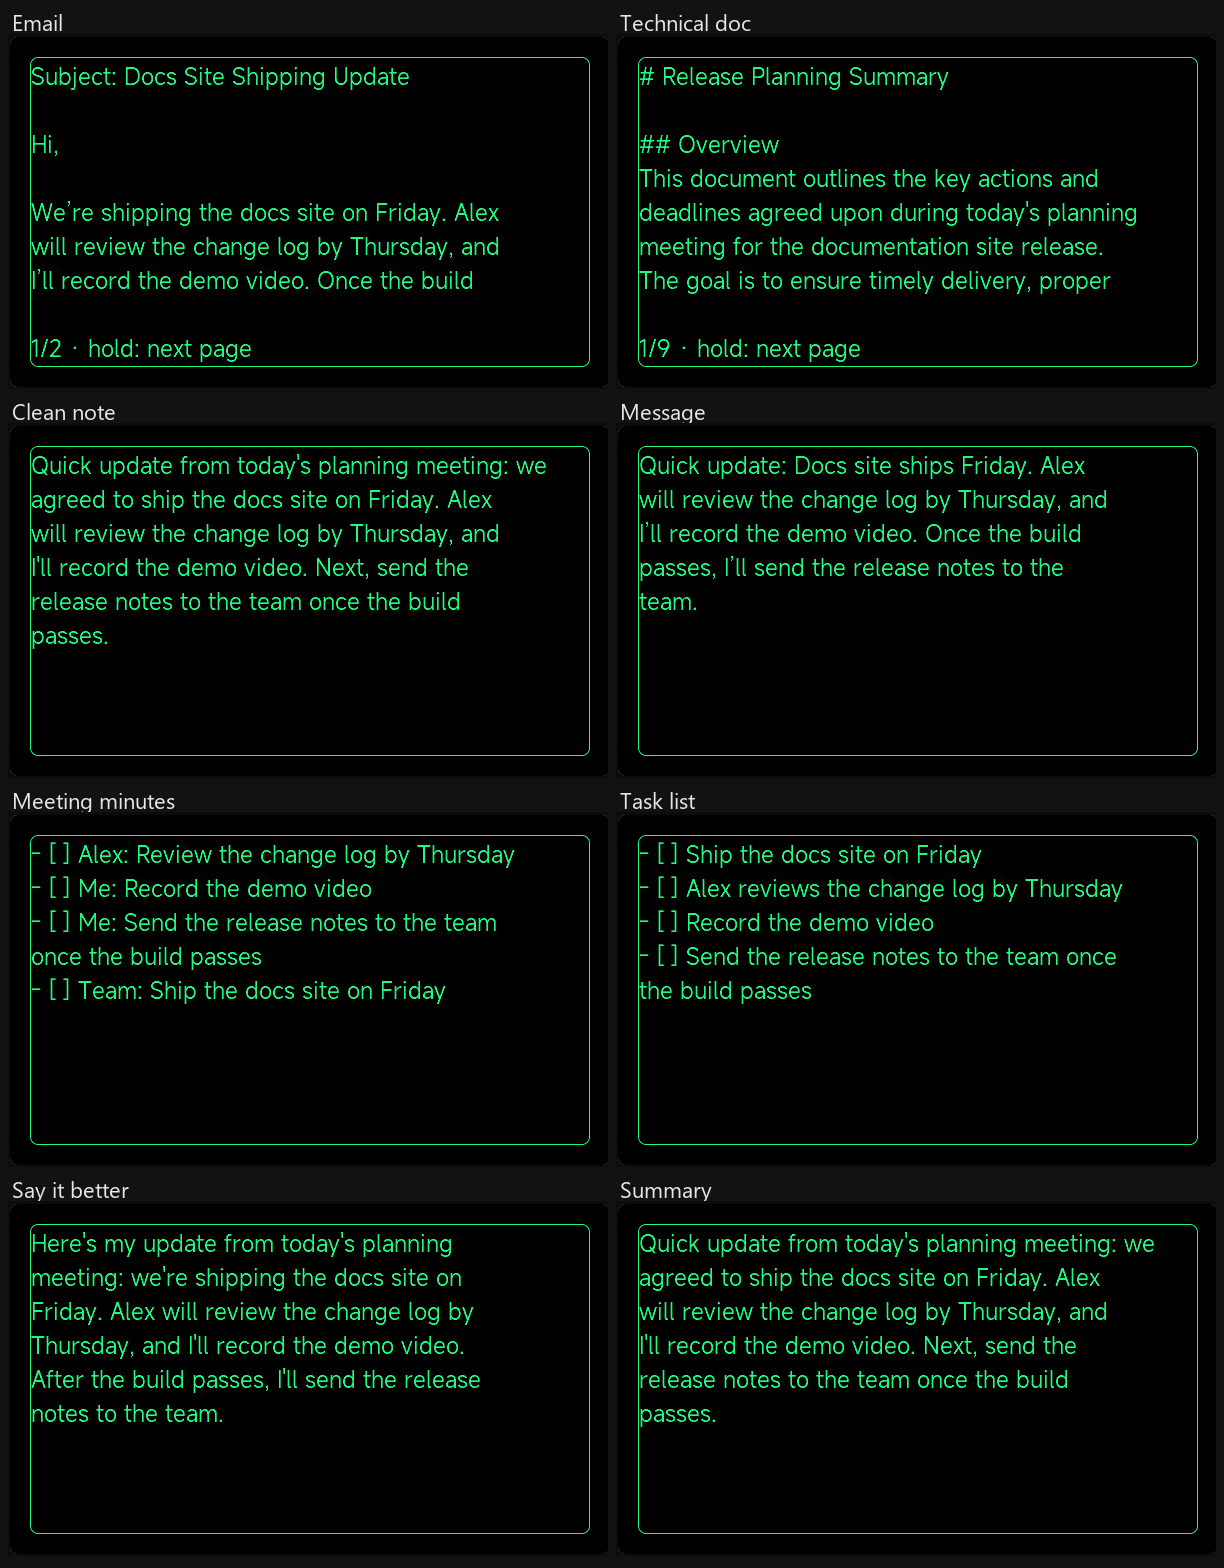 Email
Subject: Docs Site Shipping Update
Hi,
We’re shipping the docs site on Friday. Alex
will review the change log by Thursday, and
I’ll record the demo video. Once the build
1/2 · hold: next page
Technical doc
# Release Planning Summary
## Overview
This document outlines the key actions and
deadlines agreed upon during today's planning
meeting for the documentation site release.
The goal is to ensure timely delivery, proper
1/9 · hold: next page
Clean note
Quick update from today's planning meeting: we
agreed to ship the docs site on Friday. Alex
will review the change log by Thursday, and
I'll record the demo video. Next, send the
release notes to the team once the build
passes.
Message
Quick update: Docs site ships Friday. Alex
will review the change log by Thursday, and
I’ll record the demo video. Once the build
passes, I’ll send the release notes to the
team.
Meeting minutes
- [ ] Alex: Review the change log by Thursday
- [ ] Me: Record the demo video
- [ ] Me: Send the release notes to the team
once the build passes
- [ ] Team: Ship the docs site on Friday
Task list
- [ ] Ship the docs site on Friday
- [ ] Alex reviews the change log by Thursday
- [ ] Record the demo video
- [ ] Send the release notes to the team once
the build passes
Say it better
Here's my update from today's planning
meeting: we're shipping the docs site on
Friday. Alex will review the change log by
Thursday, and I'll record the demo video.
After the build passes, I'll send the release
notes to the team.
Summary
Quick update from today's planning meeting: we
agreed to ship the docs site on Friday. Alex
will review the change log by Thursday, and
I'll record the demo video. Next, send the
release notes to the team once the build
passes.